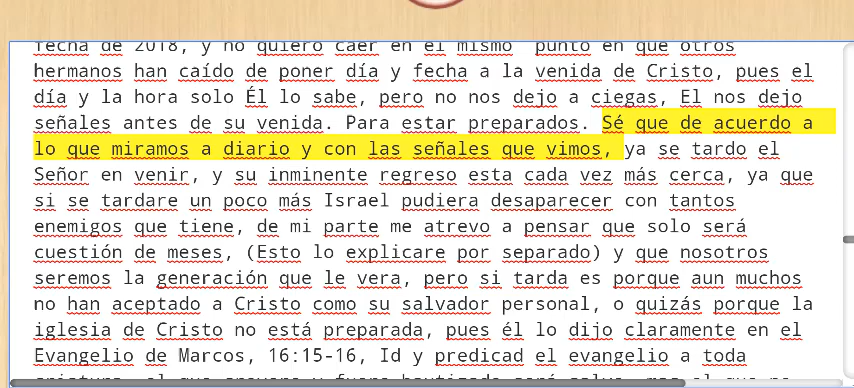 fecha de 2018, y no quiero caer en el mismo punto en que otros
hermanos han caído de poner día y fecha a la venida de Cristo, pues el
día y la hora solo Él lo sabe, pero no nos dejo a ciegas, El nos dejo
señales antes de su venida. Para estar preparados. Sé que de acuerdo a
lo que miramos a diario y con las señales que vimos, ya se tardo el
Señor en venir, y su inminente regreso esta cada vez más cerca, ya que
si se tardare un poco más Israel pudiera desaparecer con tantos
enemigos que tiene, de mi parte me atrevo a pensar que solo será
cuestión de meses, (Esto lo explicare por separado) y que nosotros
seremos la generación que le vera, pero si tarda es porque aun muchos
no han aceptado a Cristo como su salvador personal, o quizás porque la
iglesia de Cristo no está preparada, pues él lo dijo claramente en el
Evangelio de Marcos, 16:15-16, Id y predicad el evangelio a toda